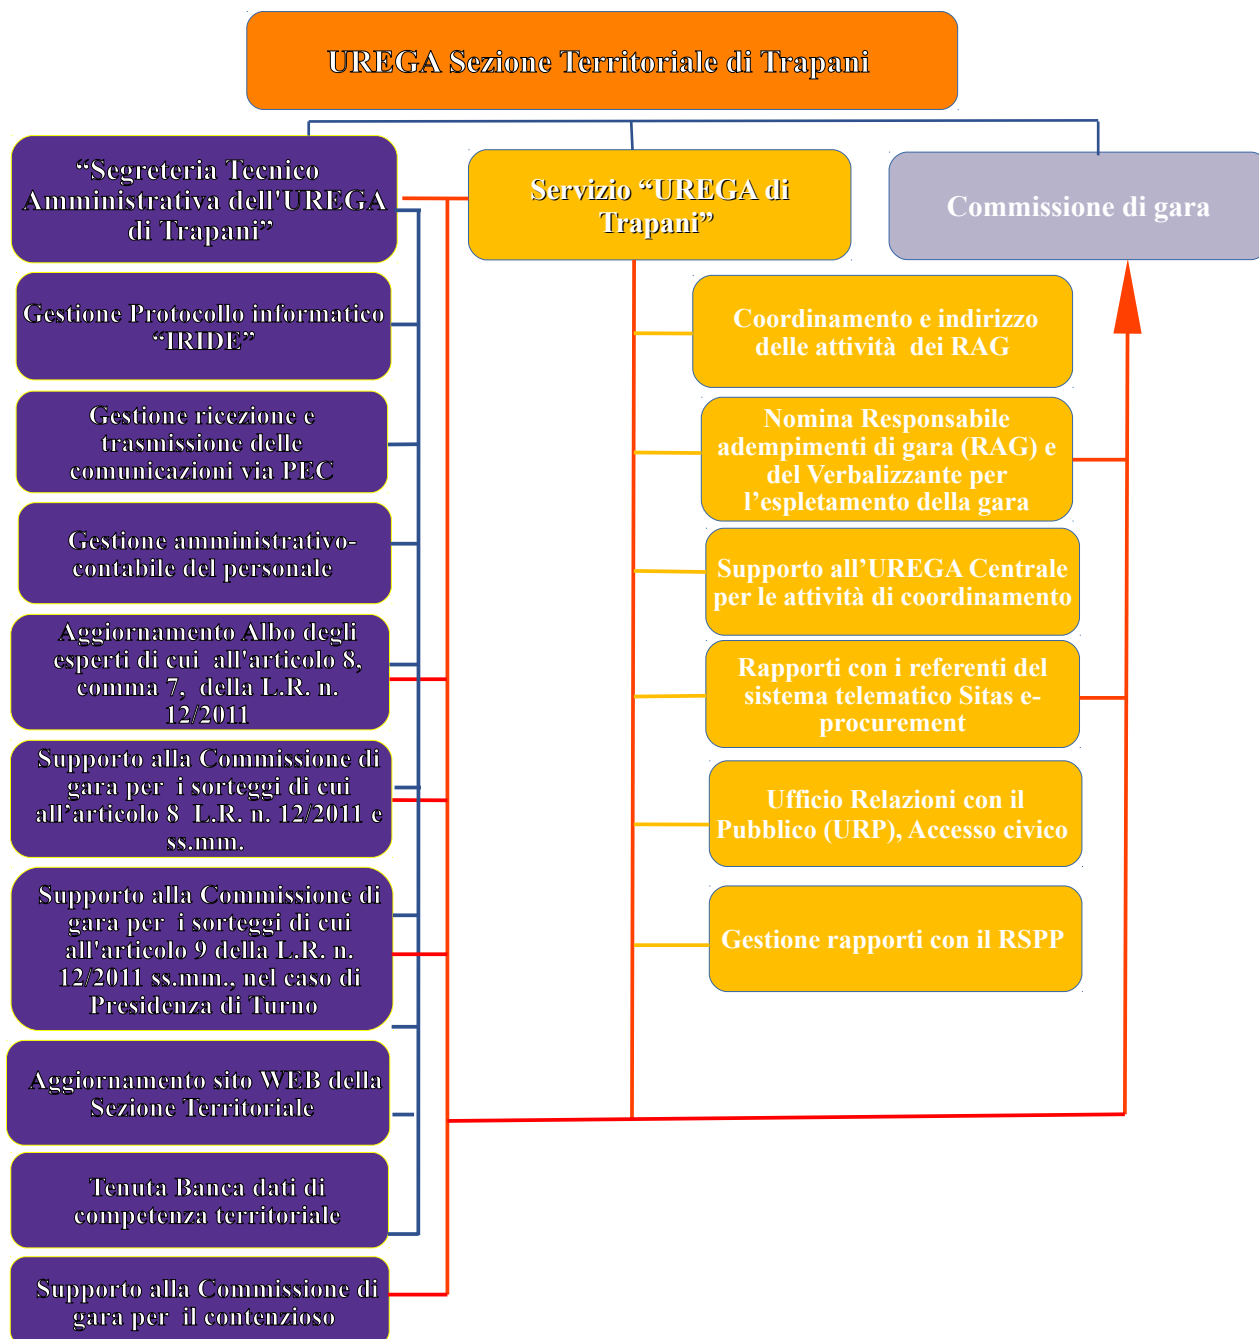 UREGA Sezione Territoriale di Trapani
“Segreteria Tecnico
Amministrativa dell'UREGA
di Trapani”
Gestione Protocollo informatico
“IRIDE”
Gestione ricezione e
trasmissione delle
comunicazioni via PEC
Gestione amministrativo-
contabile del personale
Aggiornamento Albo degli
esperti di cui all'articolo 8,
comma 7, della L.R. n.
12/2011
Supporto alla Commissione di
gara per i sorteggi di cui
all’articolo 8 L.R. n. 12/2011 e
ss.mm.
Supporto alla Commissione di
gara per i sorteggi di cui
all'articolo 9 della L.R. n.
12/2011 ss.mm., nel caso di
Presidenza di Turno
Aggiornamento sito WEB della
Sezione Territoriale
Tenuta Banca dati di
competenza territoriale
Supporto alla Commissione di
gara per il contenzioso
Servizio “UREGA di
Trapani”
Coordinamento e indirizzo
delle attività dei RAG
Nomina Responsabile
adempimenti di gara (RAG) e
del Verbalizzante per
l’espletamento della gara
Supporto all’UREGA Centrale
per le attività di coordinamento
Rapporti con i referenti del
sistema telematico Sitas e-
procurement
Ufficio Relazioni con il
Pubblico (URP), Accesso civico
Gestione rapporti con il RSPP
Commissione di gara